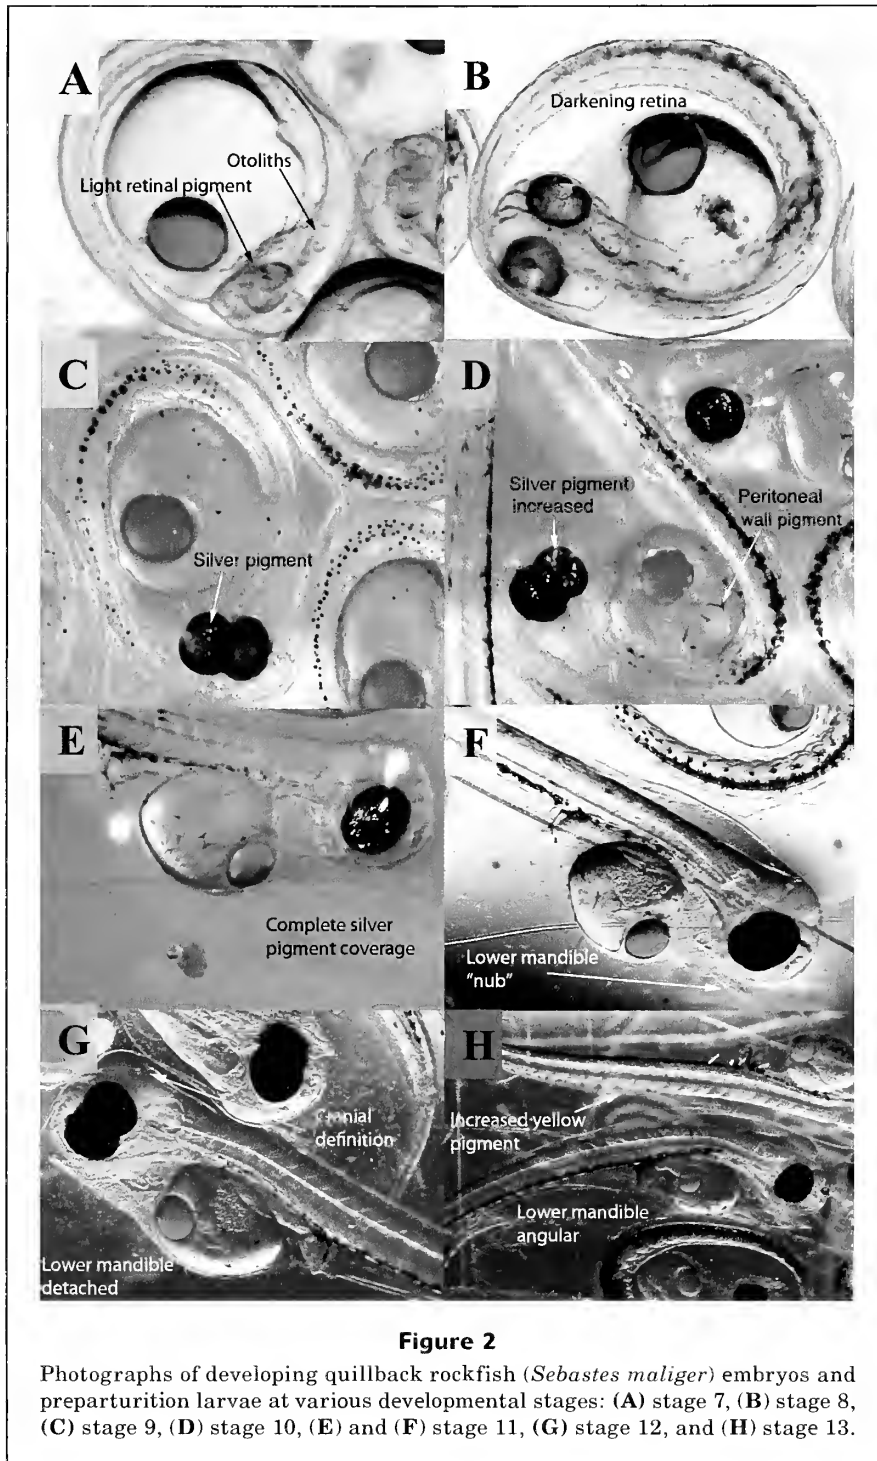 A
Otoliths
Light retinal pigment
B
Darkening retina
C
Silver pigment
D
Silver pigment
increased
Peritoneal
wall pigment
E
Complete silver
pigment coverage
F
Lower mandible
"nub"
G
definition
Lower mandible
detached
H
Increased yellow
pigment
Lower mandible
angular
Figure 2
Photographs of developing quillback rockfish (Sebastes maliger) embryos and
preparturition larvae at various developmental stages: (A) stage 7, (B) stage 8,
(C) stage 9, (D) stage 10, (E) and (F) stage 11, (G) stage 12, and (H) stage 13.